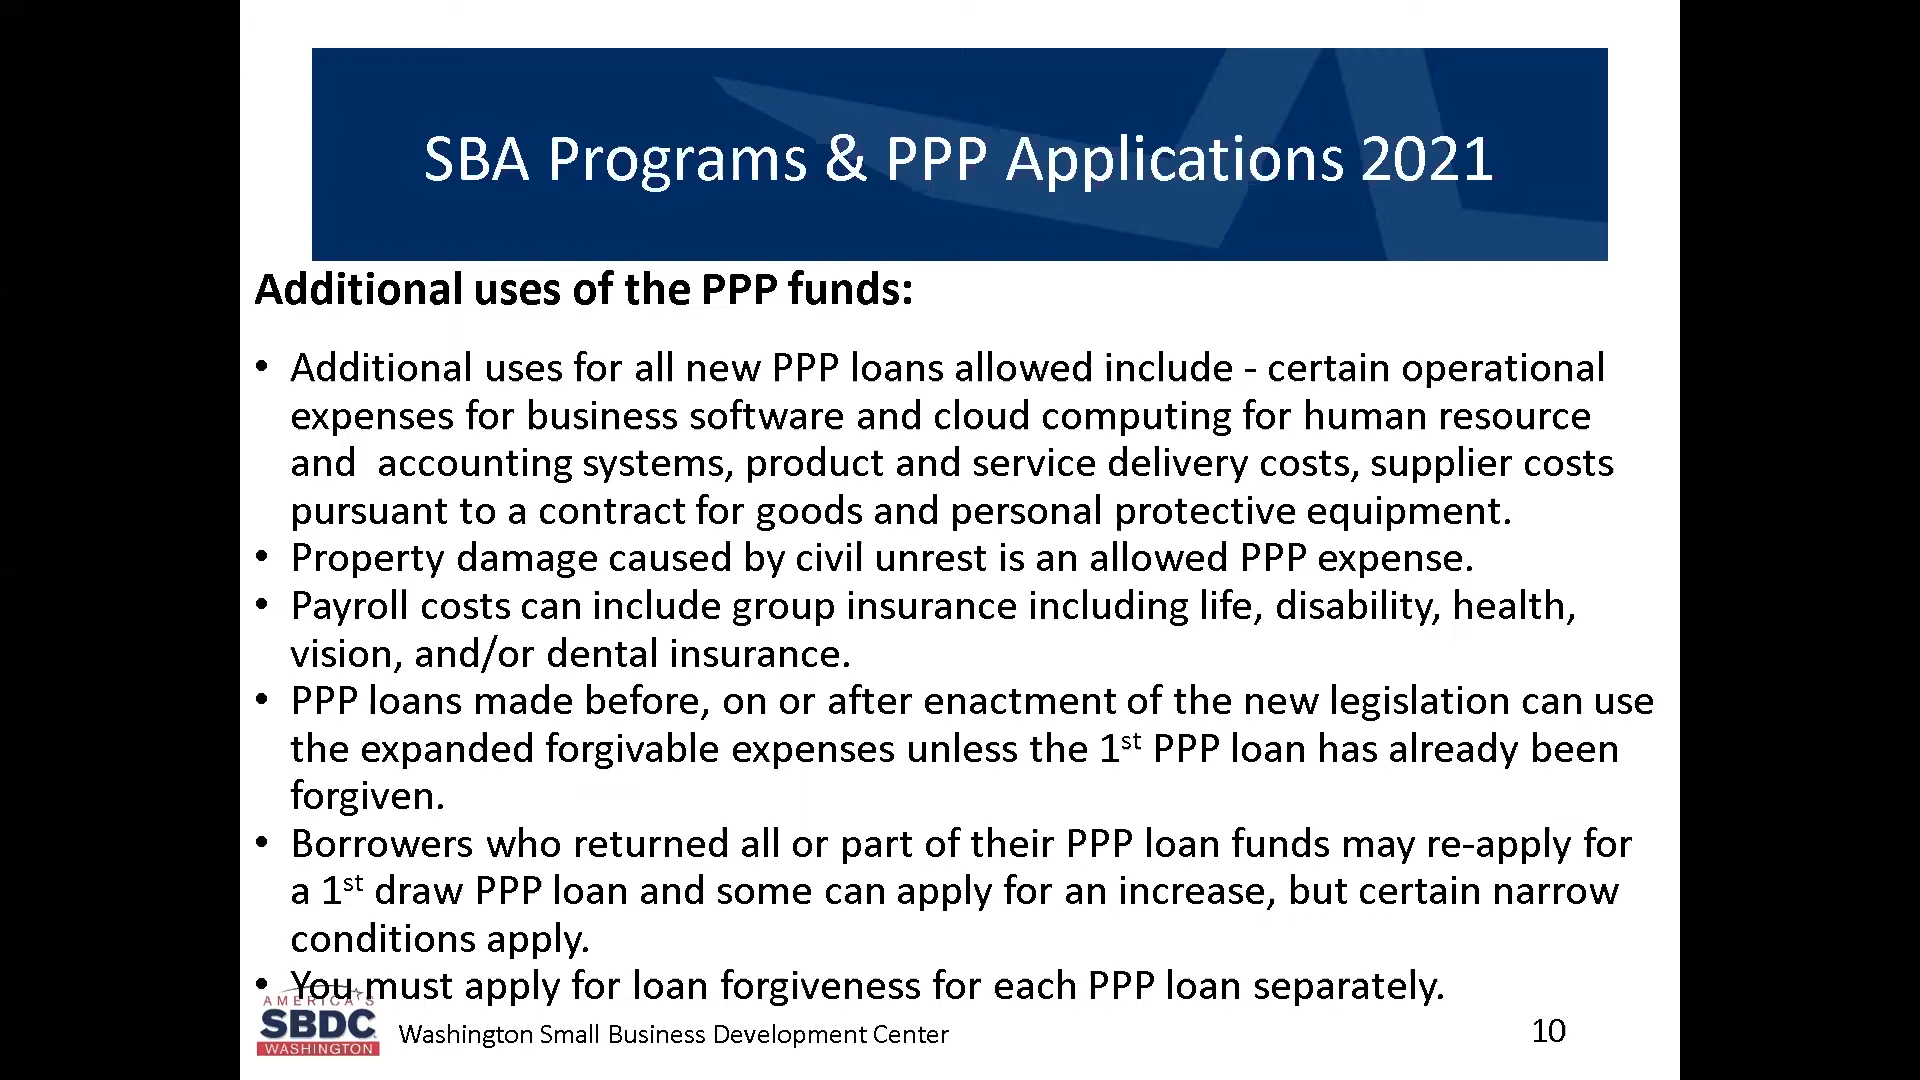 SBA Programs & PPP Applications 2021
Additional uses of the PPP funds:
• Additional uses for all new PPP loans allowed include - certain operational
expenses for business software and cloud computing for human resource
and  accounting systems, product and service delivery costs, supplier costs
pursuant to a contract for goods and personal protective equipment.
• Property damage caused by civil unrest is an allowed PPP expense.
• Payroll costs can include group insurance including life, disability, health,
vision, and/or dental insurance.
• PPP loans made before, on or after enactment of the new legislation can use
the expanded forgivable expenses unless the 1st PPP loan has already been
forgiven.
• Borrowers who returned all or part of their PPP loan funds may re-apply for
a 1st draw PPP loan and some can apply for an increase, but certain narrow
conditions apply.
• You must apply for loan forgiveness for each PPP loan separately.
AMERICA'S
SBDC
WASHINGTON
Washington Small Business Development Center
10